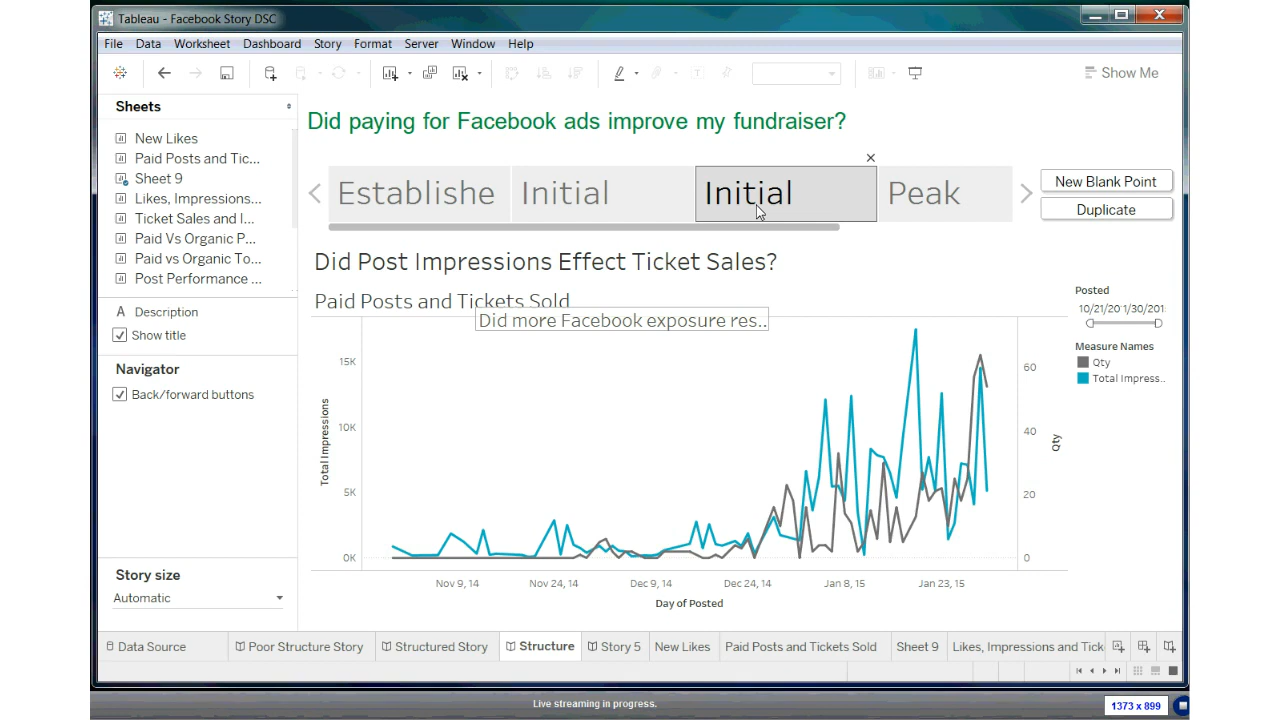 Tableau - Facebook Story DSC
File Data Worksheet Dashboard Story Format Server Window Help
Show Me
Sheets
New Likes
Paid Posts and Tic...
Sheet 9
Likes, Impressions...
Ticket Sales and I...
Paid Vs Organic P...
Paid vs Organic To...
Post Performance ...
A Description
Show title
Navigator
Back/forward buttons
Story size
Automatic
Did paying for Facebook ads improve my fundraiser?
Establishe Initial Initial Peak
New Blank Point
Duplicate
Did Post Impressions Effect Ticket Sales?
Paid Posts and Tickets Sold
Did more Facebook exposure res..
Total Impressions
15K
10K
5K
0K
60
40
20
0
Qty
Nov 9, 14 Nov 24, 14 Dec 9, 14 Dec 24, 14 Jan 8, 15 Jan 23, 15
Day of Posted
Posted
Measure Names
Qty
Total Impress..
Data Source Poor Structure Story Structured Story Structure Story 5 New Likes Paid Posts and Tickets Sold Sheet 9 Likes, Impressions and Tick
Live streaming in progress.
1373 x 899